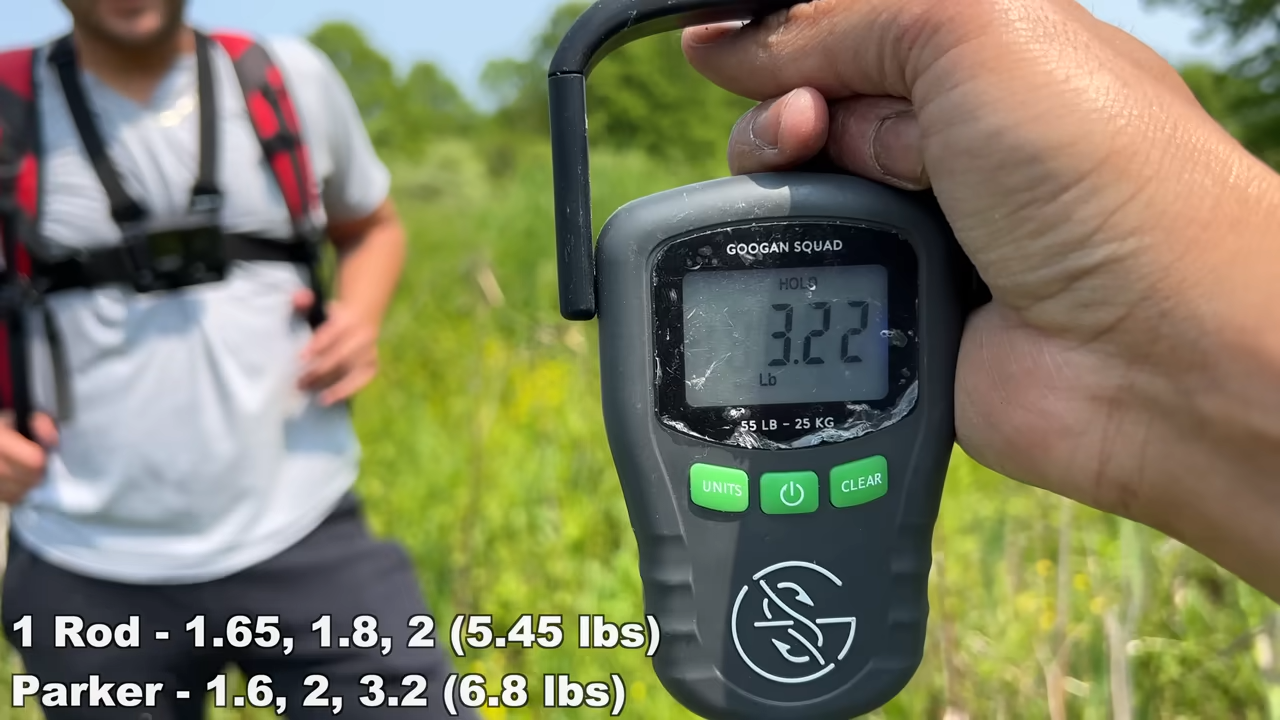 GOOGAN SQUAD
HOLD
3.22
Lb
55 LB – 25 KG
UNITS
CLEAR
1 Rod - 1.65, 1.8, 2 (5.45 lbs)
Parker - 1.6, 2, 3.2 (6.8 lbs)